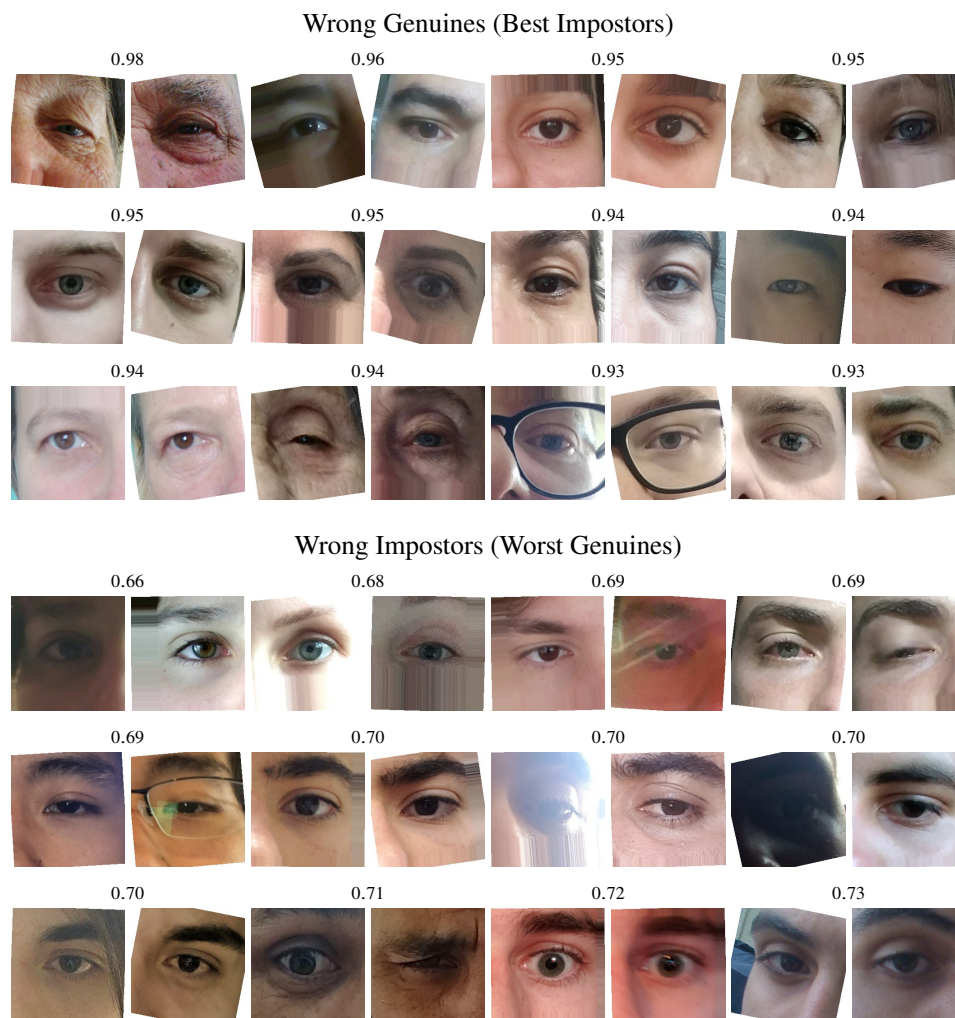 Wrong Genuines (Best Impostors)
0.98 0.96 0.95 0.95
0.95 0.95 0.94 0.94
0.94 0.94 0.93 0.93
Wrong Impostors (Worst Genuines)
0.66 0.68 0.69 0.69
0.69 0.70 0.70 0.70
0.70 0.71 0.72 0.73